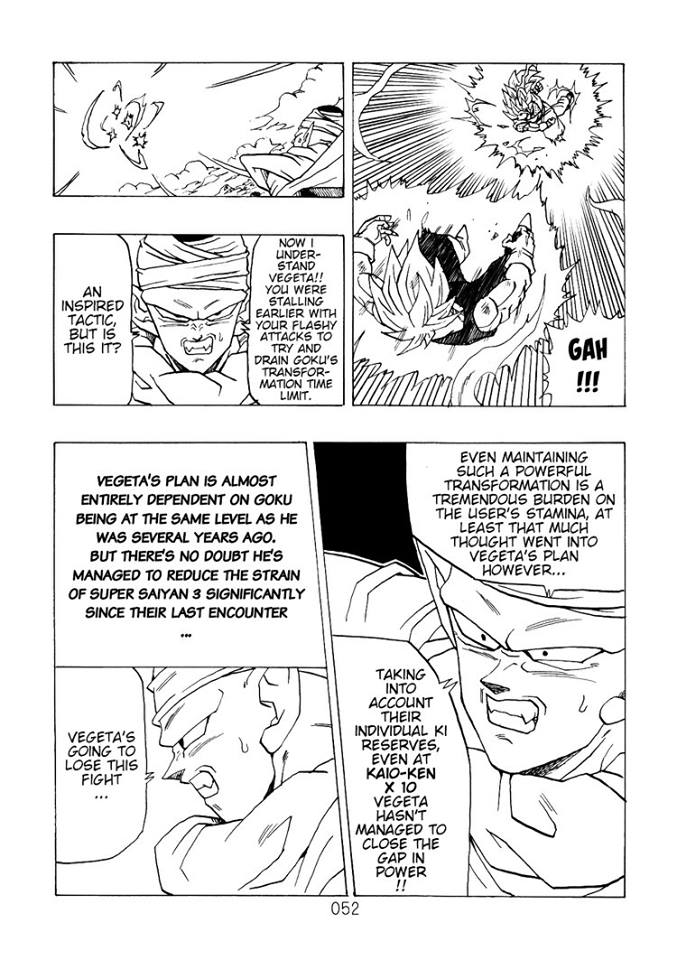 GAH
!!!
NOW I
UNDER-
STAND
VEGETA!!
YOU WERE
STALLING
EARLIER WITH
YOUR FLASHY
ATTACKS TO
TRY AND
DRAIN GOKU'S
TRANSFOR-
MATION TIME
LIMIT.
AN
INSPIRED
TACTIC,
BUT IS
THIS IT?
EVEN MAINTAINING
SUCH A POWERFUL
TRANSFORMATION IS A
TREMENDOUS BURDEN ON
THE USER'S STAMINA, AT
LEAST THAT MUCH
THOUGHT WENT INTO
VEGETA'S PLAN
HOWEVER...
TAKING
INTO
ACCOUNT
THEIR
INDIVIDUAL KI
RESERVES,
EVEN AT
KAIO-KEN
X 10
VEGETA
HASN'T
MANAGED TO
CLOSE THE
GAP IN
POWER
!!
VEGETA'S PLAN IS ALMOST
ENTIRELY DEPENDENT ON GOKU
BEING AT THE SAME LEVEL AS HE
WAS SEVERAL YEARS AGO.
BUT THERE'S NO DOUBT HE'S
MANAGED TO REDUCE THE STRAIN
OF SUPER SAIYAN 3 SIGNIFICANTLY
SINCE THEIR LAST ENCOUNTER
...
VEGETA'S
GOING TO
LOSE THIS
FIGHT
...
052